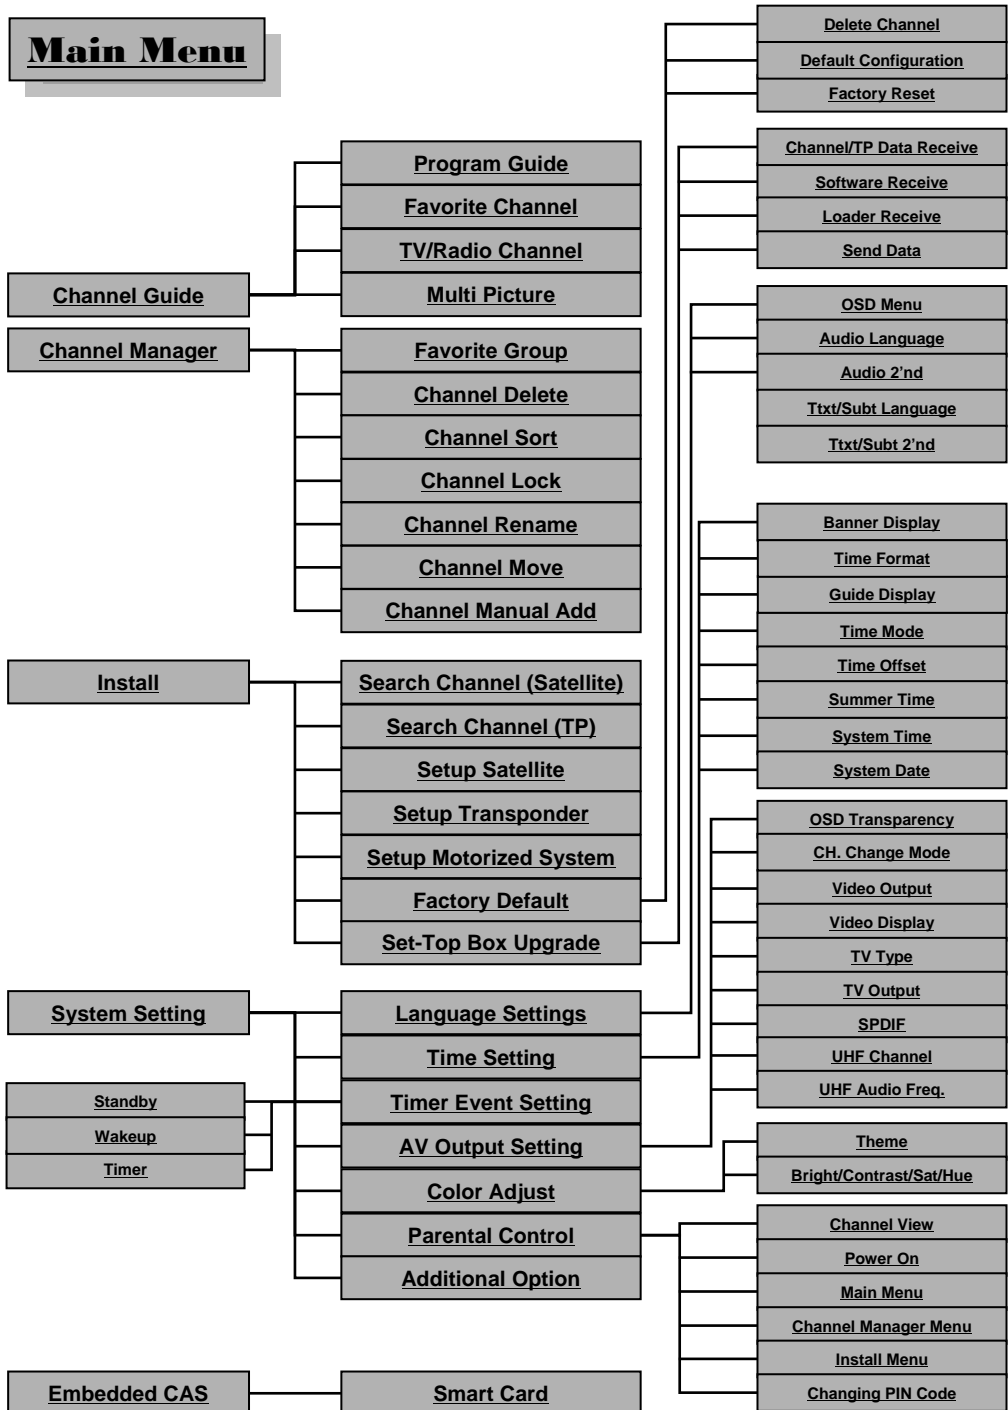 Main Menu
Channel Guide
Program Guide
Favorite Channel
TV/Radio Channel
Multi Picture
Channel Manager
Favorite Group
Channel Delete
Channel Sort
Channel Lock
Channel Rename
Channel Move
Channel Manual Add
Install
Search Channel (Satellite)
Search Channel (TP)
Setup Satellite
Setup Transponder
Setup Motorized System
Factory Default
Set-Top Box Upgrade
System Setting
Language Settings
Time Setting
Timer Event Setting
AV Output Setting
Color Adjust
Parental Control
Additional Option
Standby
Wakeup
Timer
Embedded CAS
Smart Card
Delete Channel
Default Configuration
Factory Reset
Channel/TP Data Receive
Software Receive
Loader Receive
Send Data
OSD Menu
Audio Language
Audio 2’nd
Ttxt/Subt Language
Ttxt/Subt 2’nd
Banner Display
Time Format
Guide Display
Time Mode
Time Offset
Summer Time
System Time
System Date
OSD Transparency
CH. Change Mode
Video Output
Video Display
TV Type
TV Output
SPDIF
UHF Channel
UHF Audio Freq.
Theme
Bright/Contrast/Sat/Hue
Channel View
Power On
Main Menu
Channel Manager Menu
Install Menu
Changing PIN Code